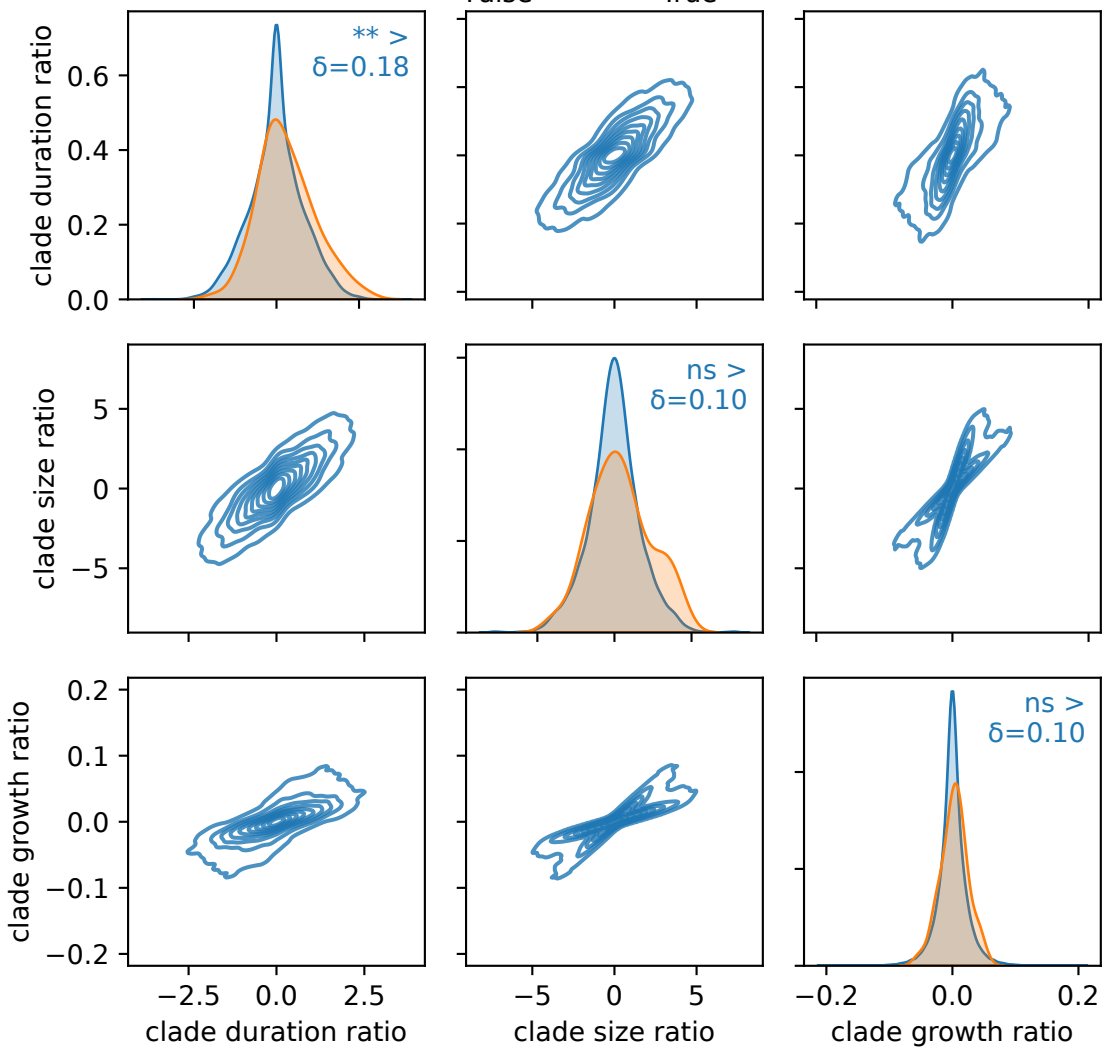 clade duration ratio
0.6
0.4
0.2
0.0
** >
δ=0.18
clade size ratio
5
0
−5
ns >
δ=0.10
clade growth ratio
0.2
0.1
0.0
−0.1
−0.2
ns >
δ=0.10
−2.5 0.0 2.5
−5 0 5
−0.2 0.0 0.2
clade duration ratio
clade size ratio
clade growth ratio